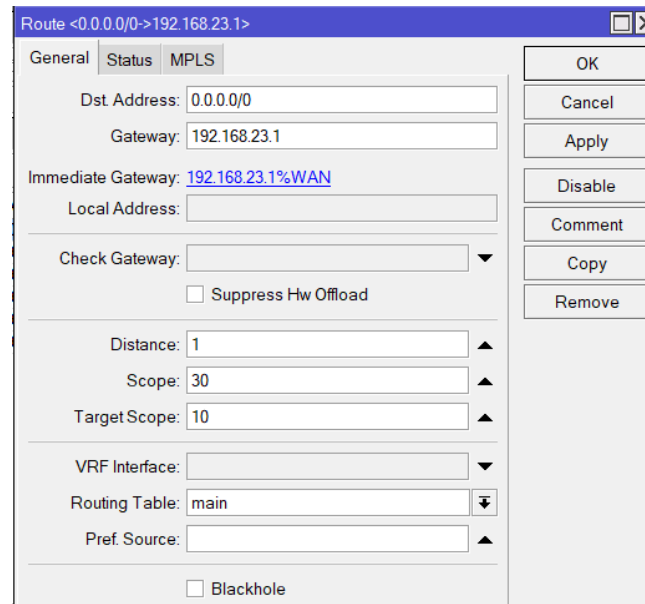 Route <0.0.0.0/0->192.168.23.1>
General Status MPLS
Dst. Address: 0.0.0.0/0
Gateway: 192.168.23.1
Immediate Gateway: 192.168.23.1%WAN
Local Address:
Check Gateway:
Suppress Hw Offload
Distance: 1
Scope: 30
Target Scope: 10
VRF Interface:
Routing Table: main
Pref. Source:
Blackhole
OK
Cancel
Apply
Disable
Comment
Copy
Remove